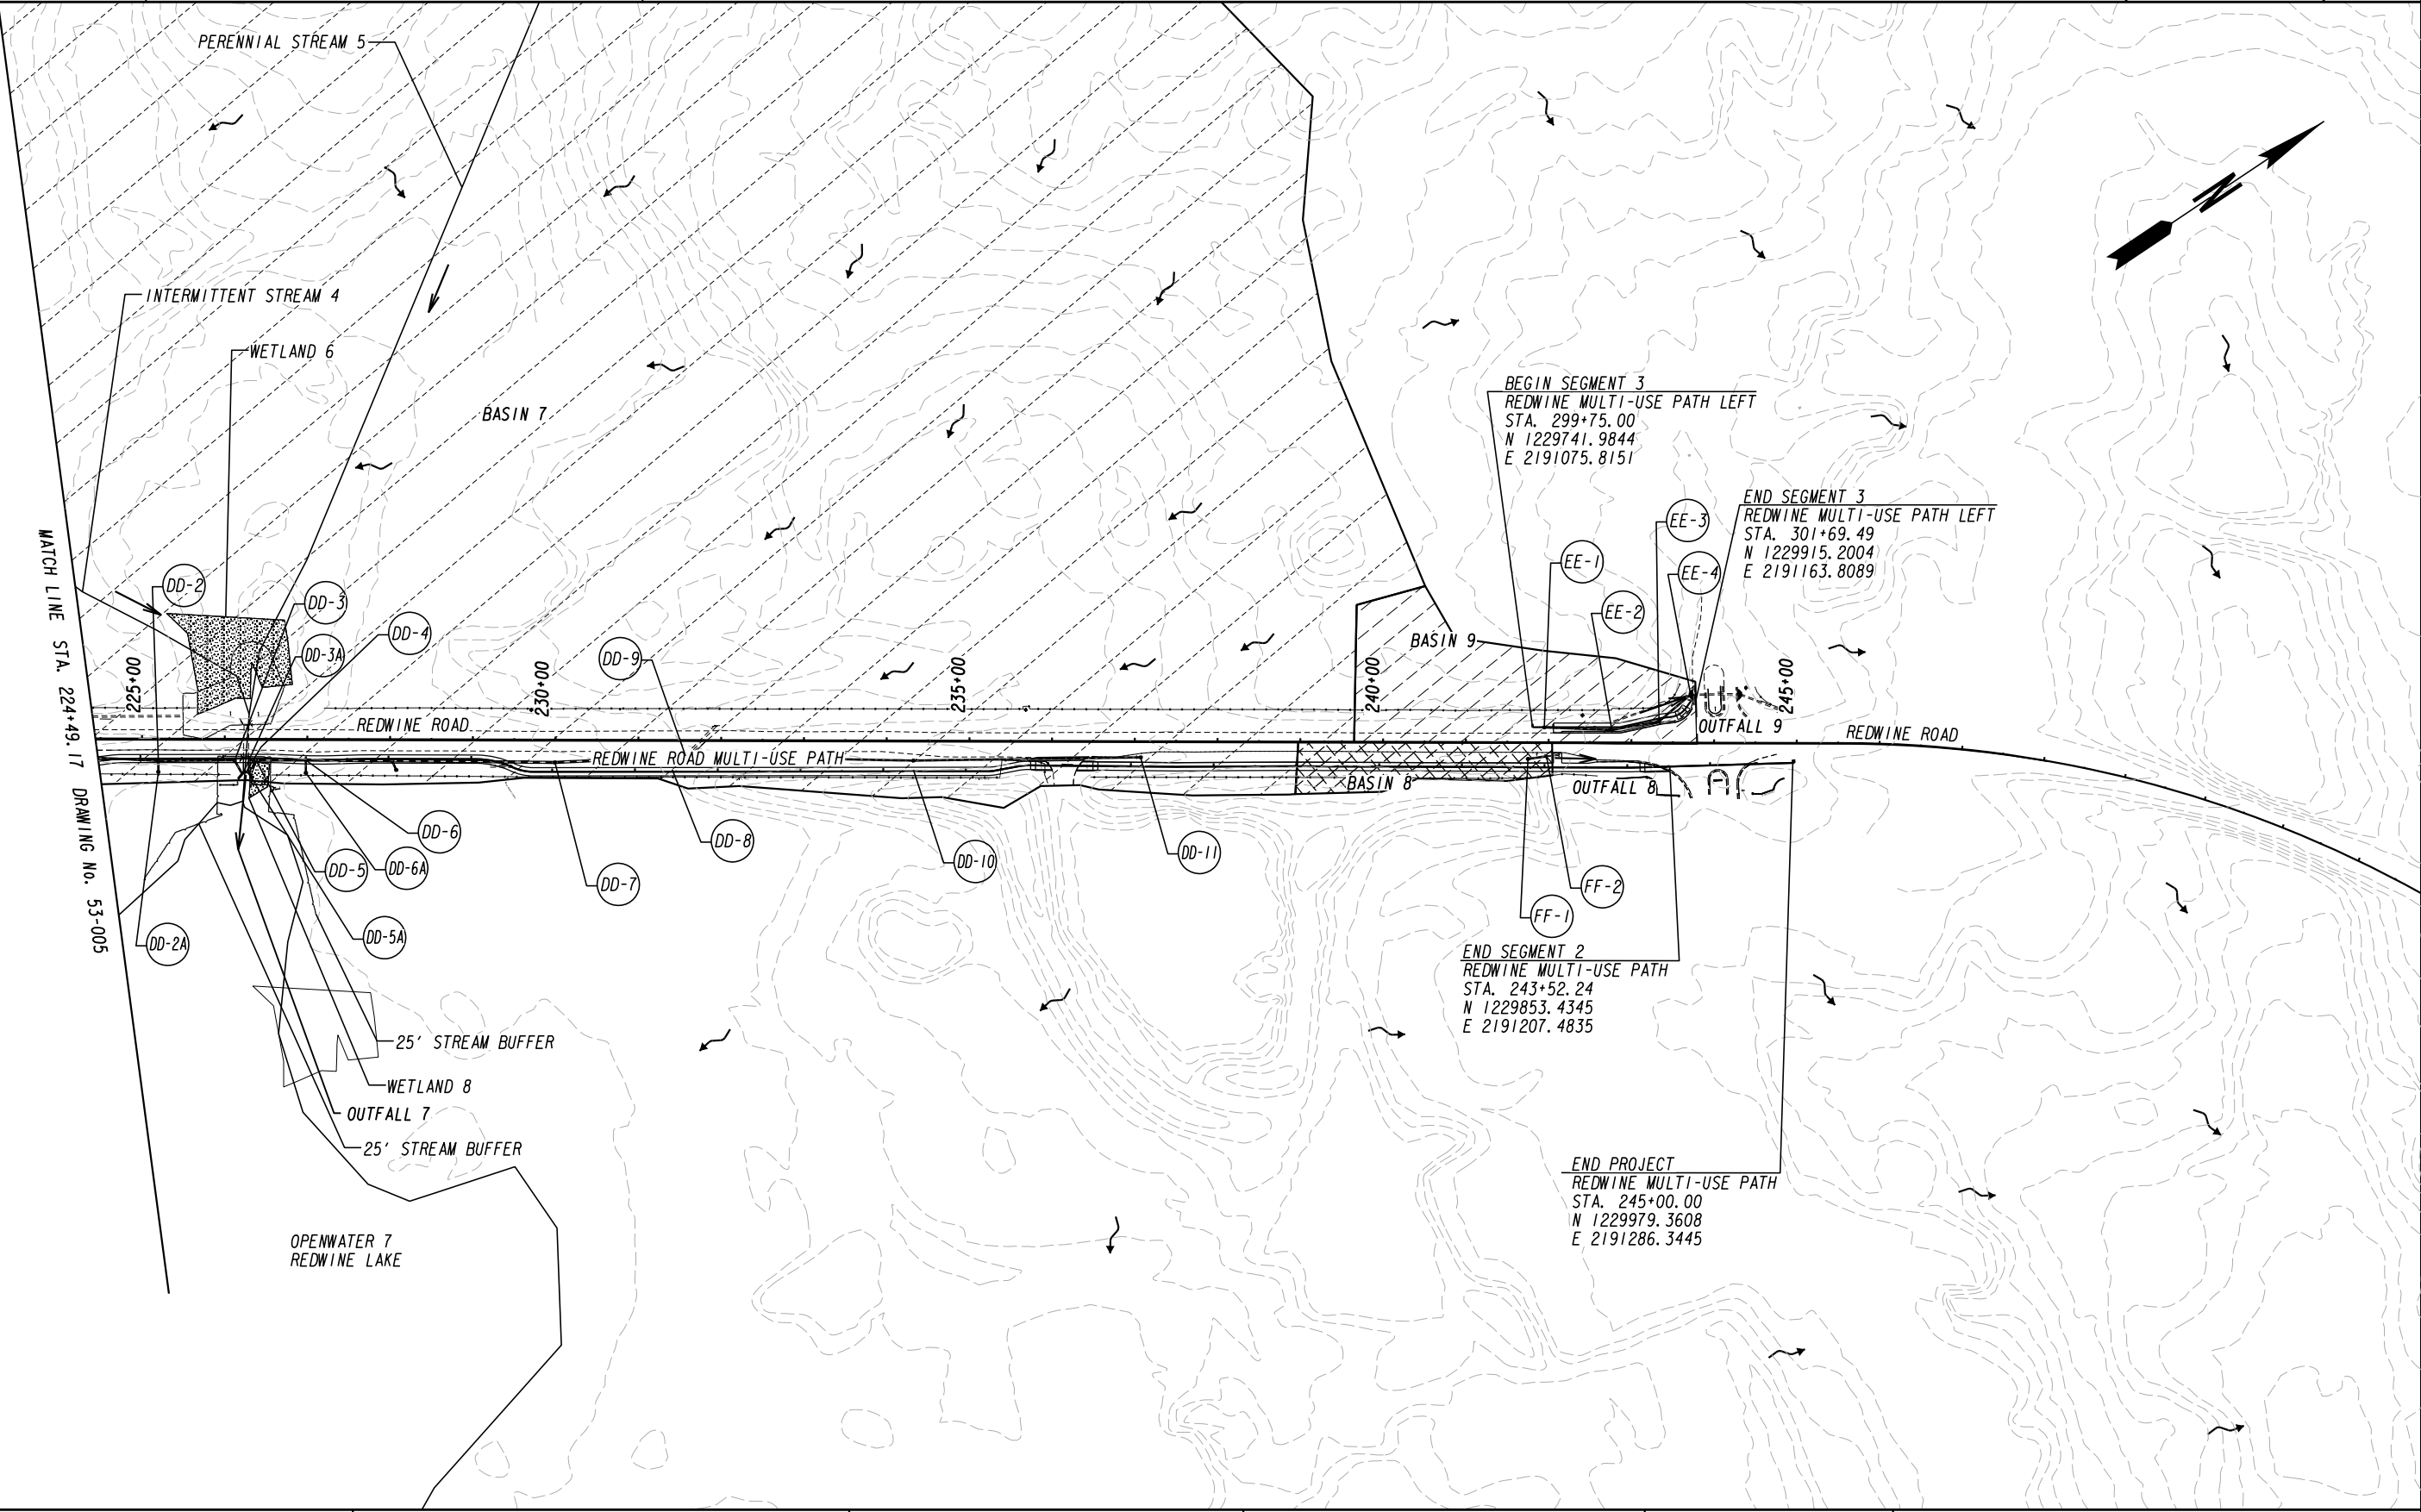 PERENNIAL STREAM 5
N
INTERMITTENT STREAM 4
WETLAND 6
BASIN 7
BEGIN SEGMENT 3
REDWINE MULTI-USE PATH LEFT
STA. 299+75.00
N 1229741.9844
E 2191075.8151
END SEGMENT 3
REDWINE MULTI-USE PATH LEFT
STA. 301+69.49
N 1229915.2004
E 2191163.8089
EE-3
EE-1
EE-4
EE-2
DD-2
DD-3
DD-4
DD-3A
DD-9
BASIN 9
225+00
230+00
235+00
240+00
245+00
REDWINE ROAD
OUTFALL 9
REDWINE ROAD
REDWINE ROAD MULTI-USE PATH
BASIN 8
OUTFALL 8
MATCH LINE STA. 224+49.17 DRAWING No. 53-005
DD-6
DD-8
DD-11
DD-10
DD-5
DD-6A
DD-7
FF-2
FF-1
DD-5A
DD-2A
END SEGMENT 2
REDWINE MULTI-USE PATH
STA. 243+52.24
N 1229853.4345
E 2191207.4835
25' STREAM BUFFER
WETLAND 8
OUTFALL 7
25' STREAM BUFFER
END PROJECT
REDWINE MULTI-USE PATH
STA. 245+00.00
N 1229979.3608
E 2191286.3445
OPENWATER 7
REDWINE LAKE